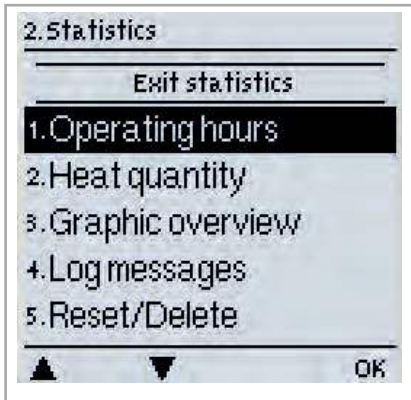 2.Statistics
Exit statistics
1.Operating hours
2.Heat quantity
3.Graphic overview
4.Log messages
5.Reset/Delete
OK